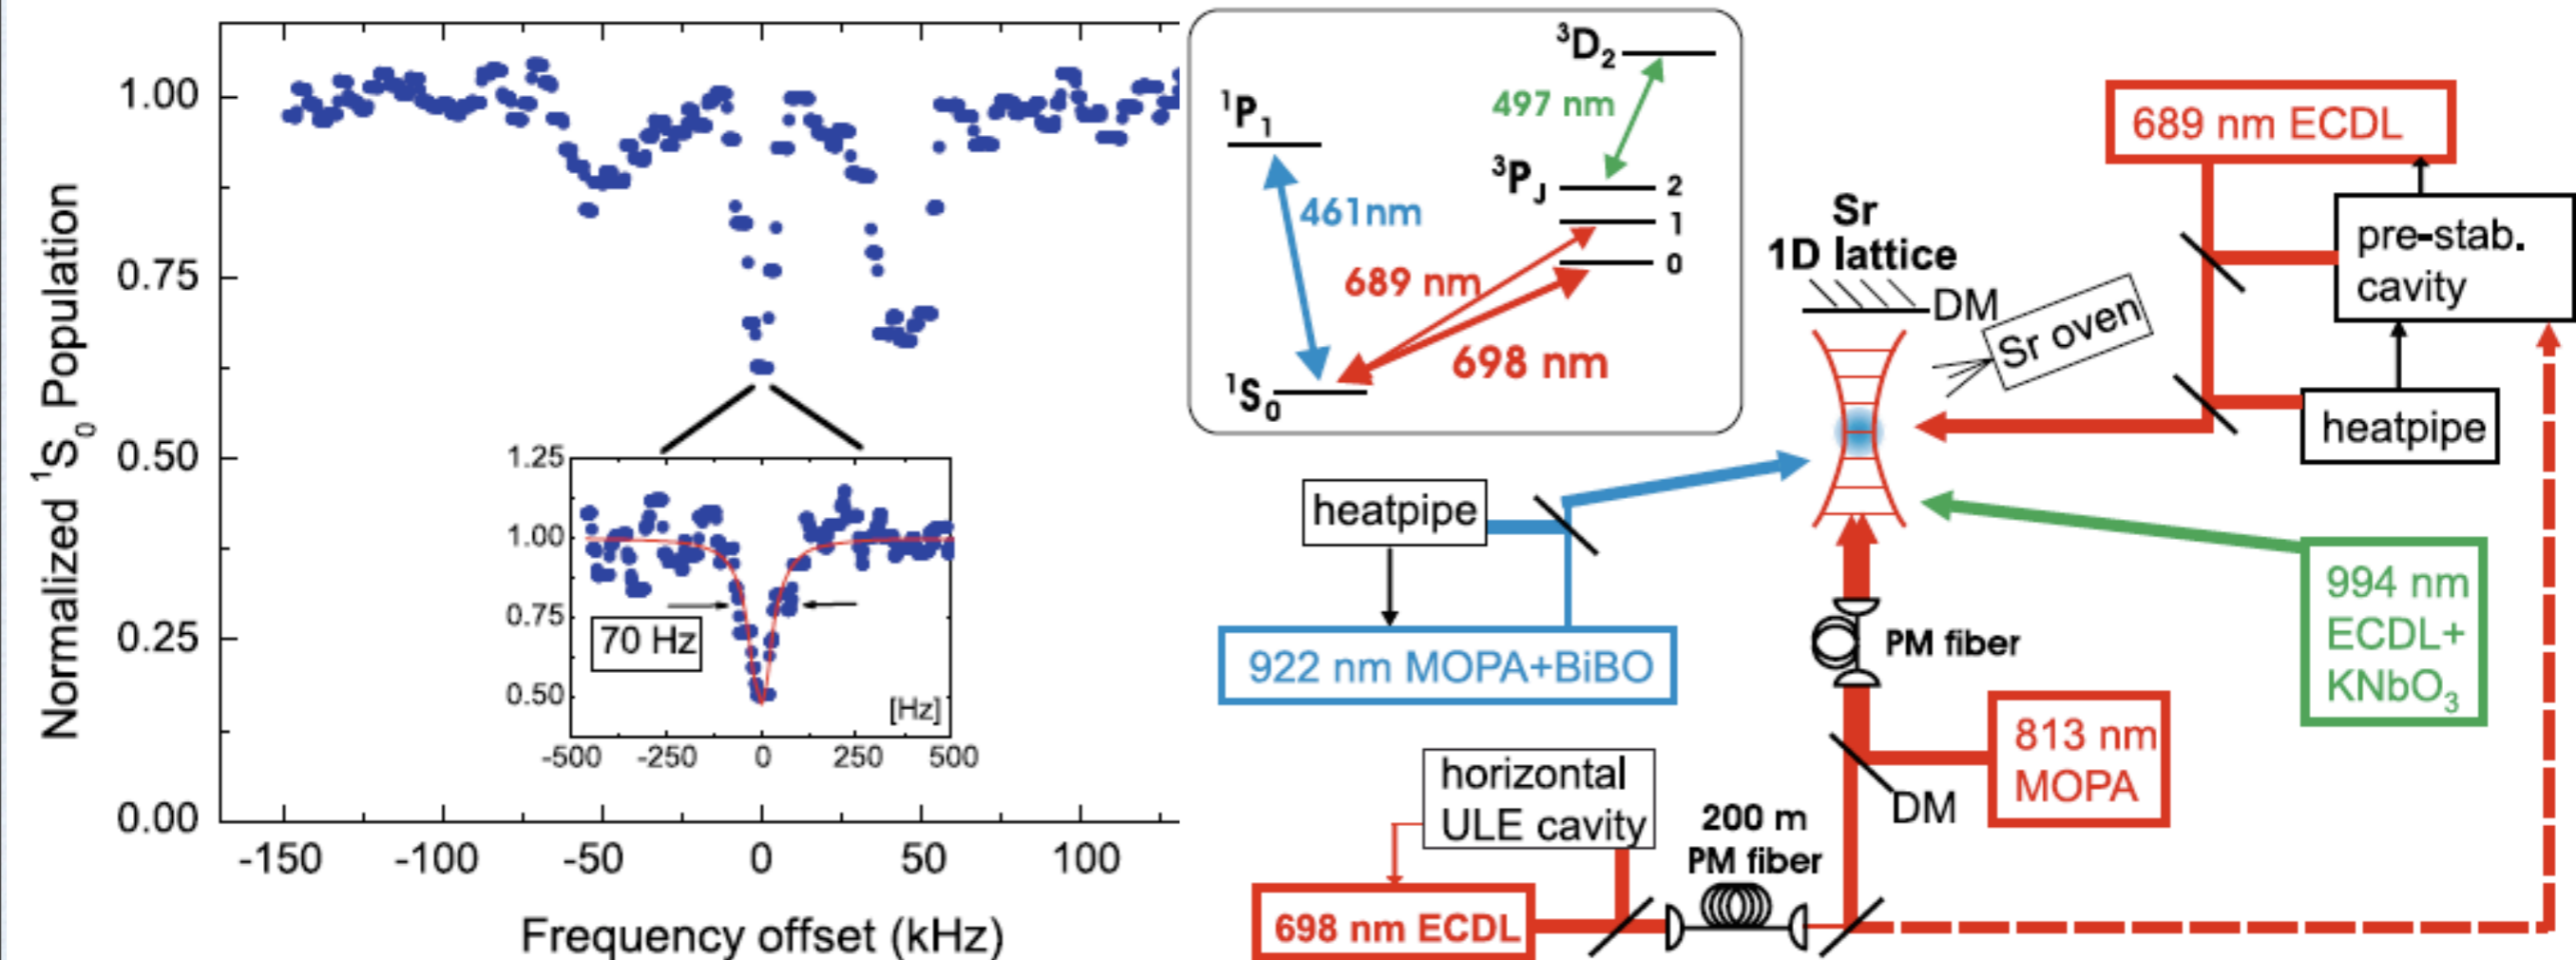 Normalized ¹S₀ Population
1.00
0.75
0.50
0.25
0.00
-150
-100
-50
0
50
100
Frequency offset (kHz)
1.25
1.00
0.75
0.50
70 Hz
[Hz]
-500
-250
0
250
500
³D₂
497 nm
¹P₁
³P_J
2
1
0
461nm
689 nm
698 nm
¹S₀
689 nm ECDL
pre-stab.
cavity
heatpipe
Sr
1D lattice
DM
Sr oven
heatpipe
922 nm MOPA+BiBO
994 nm
ECDL+
KNbO₃
PM fiber
813 nm
MOPA
DM
horizontal
ULE cavity
200 m
PM fiber
698 nm ECDL